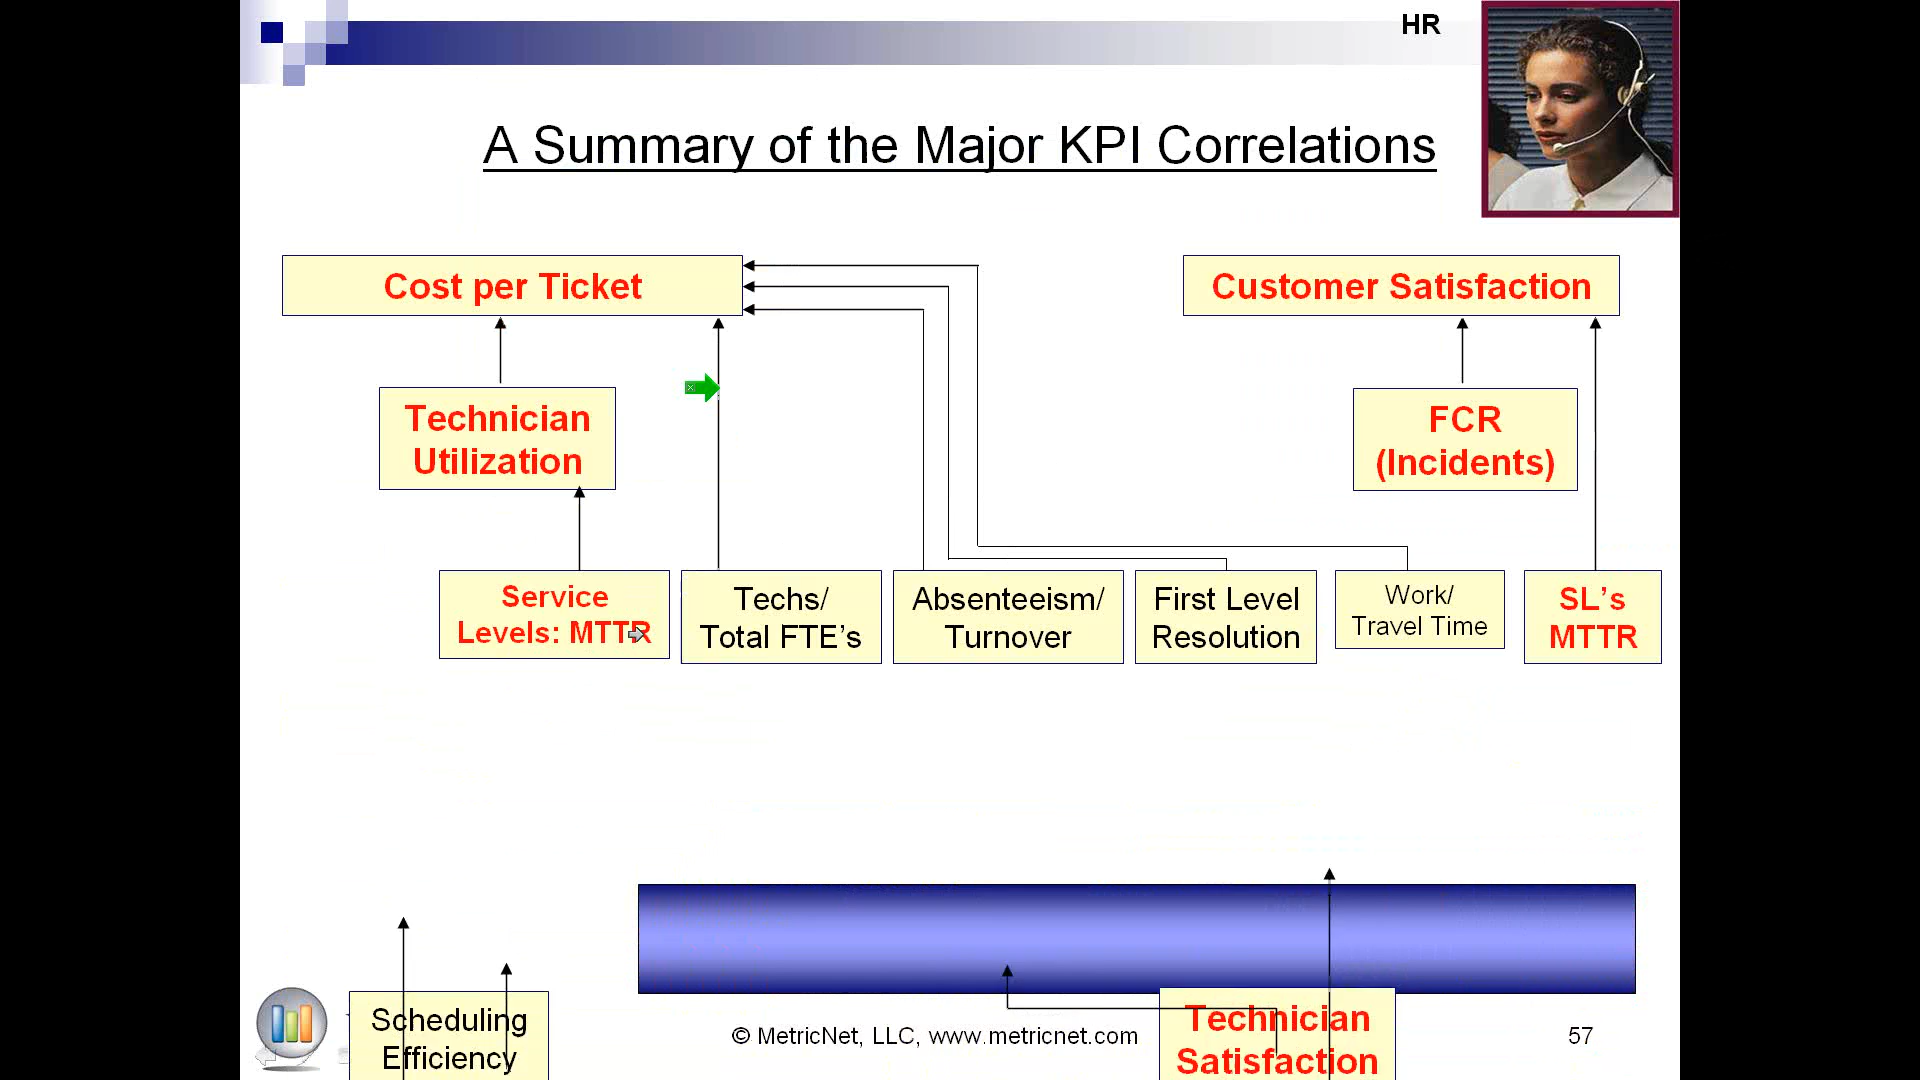 HR
A Summary of the Major KPI Correlations
Cost per Ticket
Customer Satisfaction
Technician
Utilization
FCR
(Incidents)
Service
Levels: MTTR
Techs/
Total FTE's
Absenteeism/
Turnover
First Level
Resolution
Work/
Travel Time
SL's
MTTR
Scheduling
Efficiency
© MetricNet, LLC, www.metricnet.com
Technician
Satisfaction
57